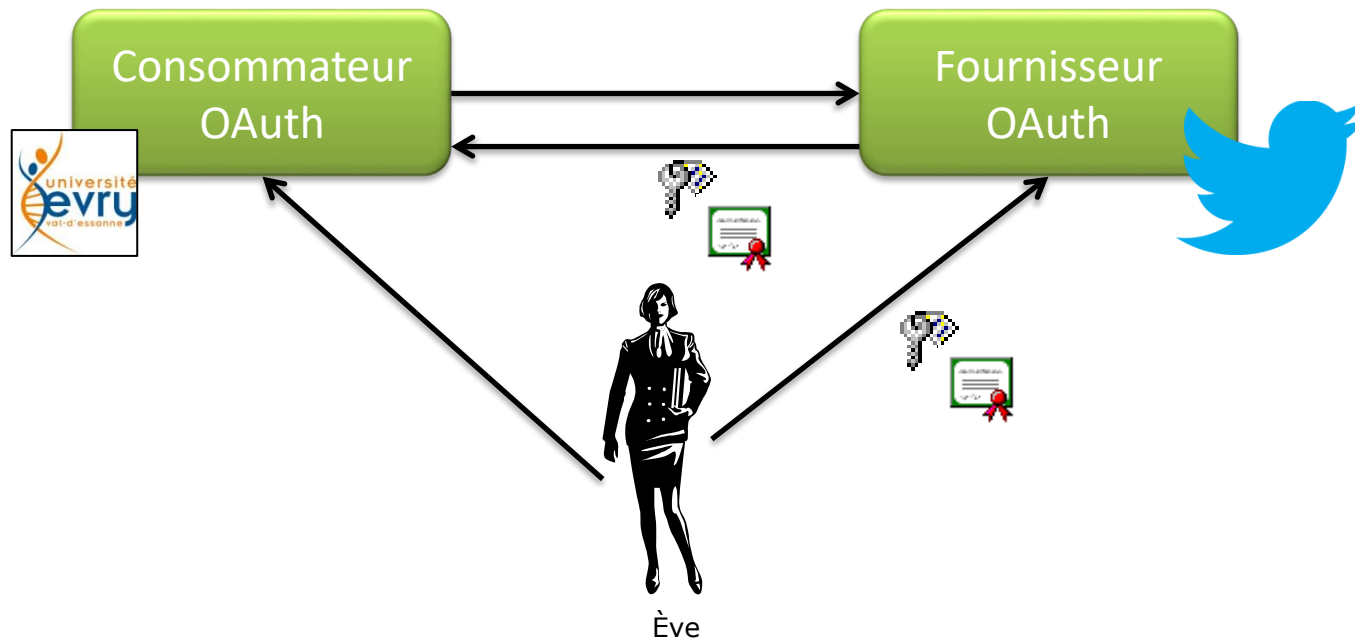 Consommateur
OAuth
Fournisseur
OAuth
université
evry
val-d'essonne
Ève